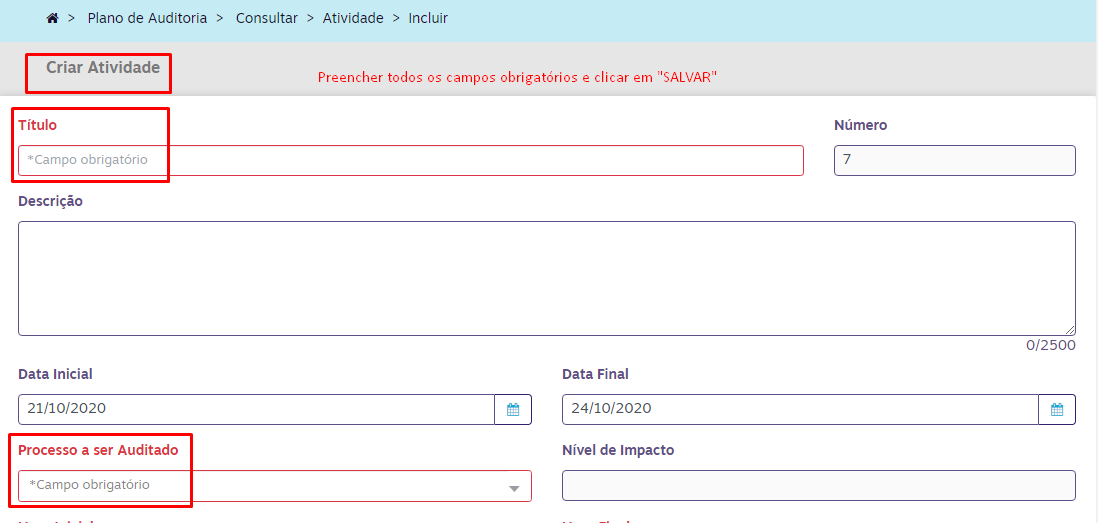 > Plano de Auditoria > Consultar > Atividade > Incluir
Criar Atividade
Preencher todos os campos obrigatórios e clicar em "SALVAR"
Título Número
*Campo obrigatório 7
Descrição
0/2500
Data Inicial Data Final
21/10/2020 24/10/2020
Processo a ser Auditado Nível de Impacto
*Campo obrigatório